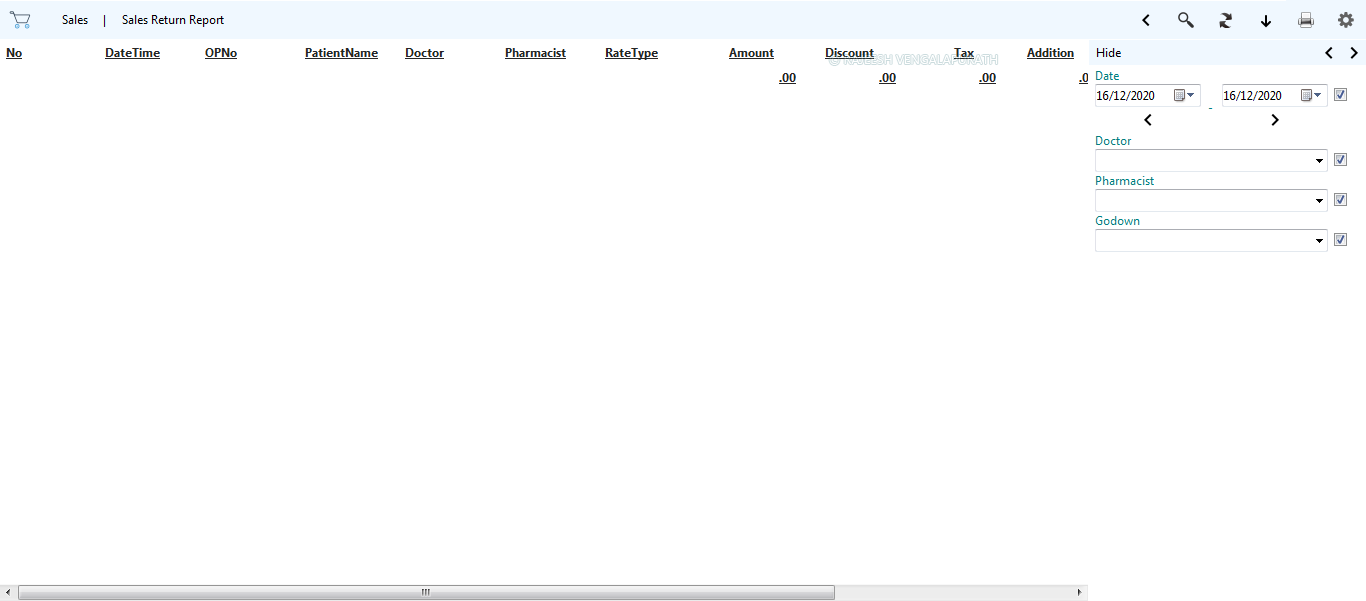 Sales | Sales Return Report
No DateTime OPNo PatientName Doctor Pharmacist RateType Amount Discount Tax Addition
.00 .00 .00 .0
© RAJEESH VENGALAPURATH
Hide
Date
16/12/2020 - 16/12/2020
Doctor
Pharmacist
Godown